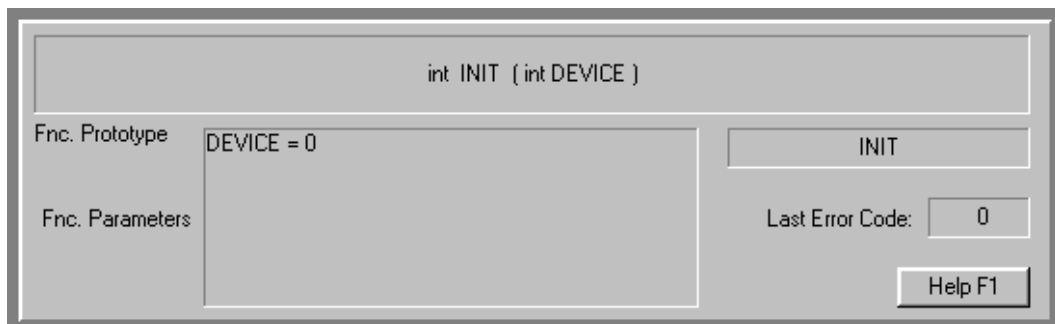 int INIT ( int DEVICE )
Fnc. Prototype
DEVICE = 0
INIT
Fnc. Parameters
Last Error Code:
0
Help F1